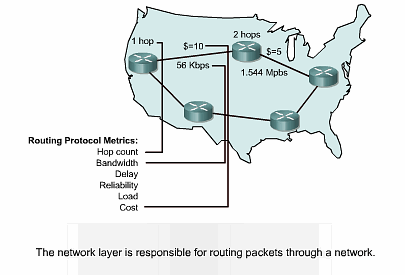 2 hops
1 hop
$=10
$=5
56 Kbps
1.544 Mpbs
Routing Protocol Metrics:
Hop count
Bandwidth
Delay
Reliability
Load
Cost
The network layer is responsible for routing packets through a network.